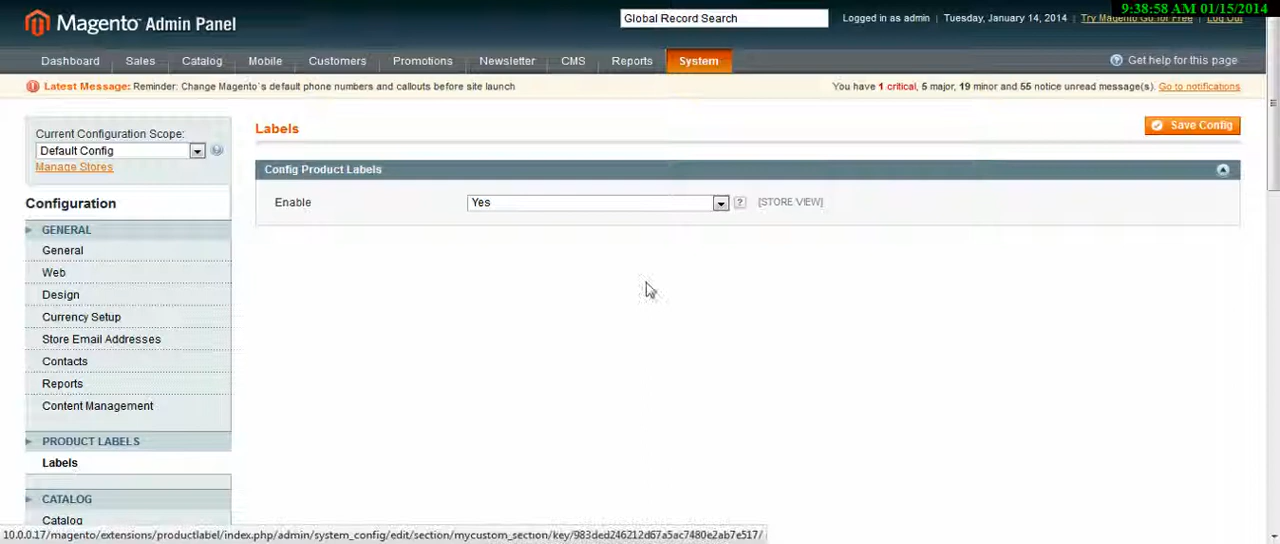 9:38:58 AM 01/15/2014
Magento Admin Panel
Global Record Search
Logged in as admin
Tuesday, January 14, 2014
Try Magento Go for Free
Log Out
Dashboard
Sales
Catalog
Mobile
Customers
Promotions
Newsletter
CMS
Reports
System
Get help for this page
Latest Message: Reminder: Change Magento`s default phone numbers and callouts before site launch
You have 1 critical, 5 major, 19 minor and 55 notice unread message(s). Go to notifications
Current Configuration Scope:
Default Config
Manage Stores
Configuration
GENERAL
General
Web
Design
Currency Setup
Store Email Addresses
Contacts
Reports
Content Management
PRODUCT LABELS
Labels
CATALOG
Catalog
Labels
Save Config
Config Product Labels
Enable
Yes
?
[STORE VIEW]
10.0.0.17/magento/extensions/productlabel/index.php/admin/system_config/edit/section/mycustom_section/key/983ded246212d67a5ac7480e2ab7e517/